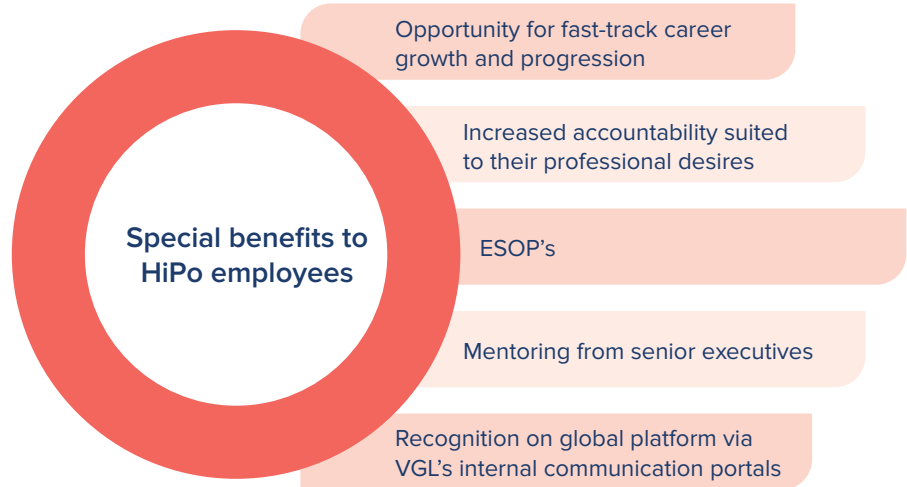 Opportunity for fast-track career
growth and progression
Increased accountability suited
to their professional desires
Special benefits to
HiPo employees
ESOP's
Mentoring from senior executives
Recognition on global platform via
VGL's internal communication portals